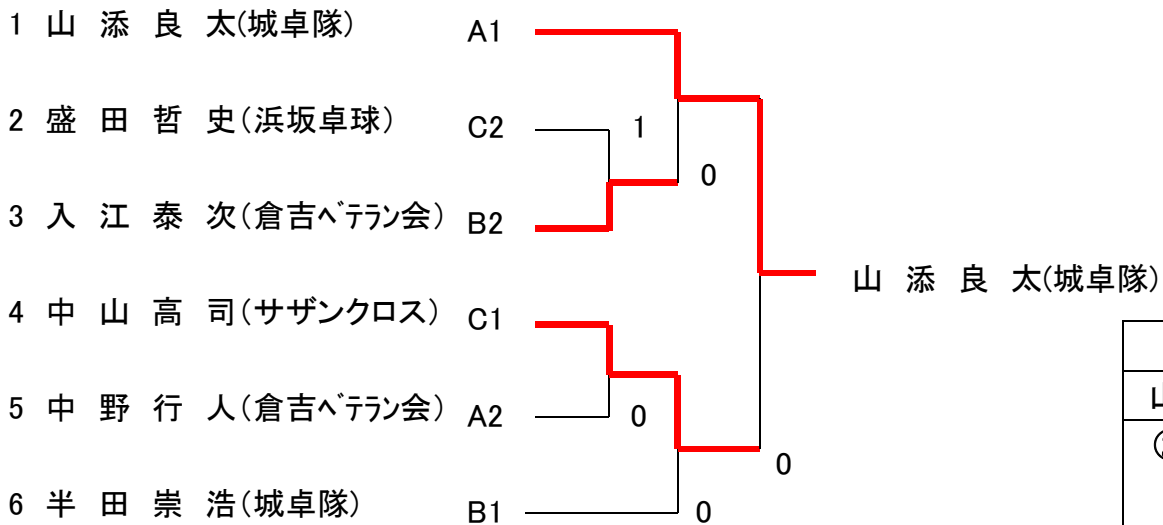 1 山 添 良 太(城卓隊) A1
2 盛 田 哲 史(浜坂卓球) C2
1
0
3 入 江 泰 次(倉吉ベテラン会) B2
山 添 良 太(城卓隊)
4 中 山 高 司(サザンクロス) C1
5 中 野 行 人(倉吉ベテラン会) A2
0
0
6 半 田 崇 浩(城卓隊) B1
0